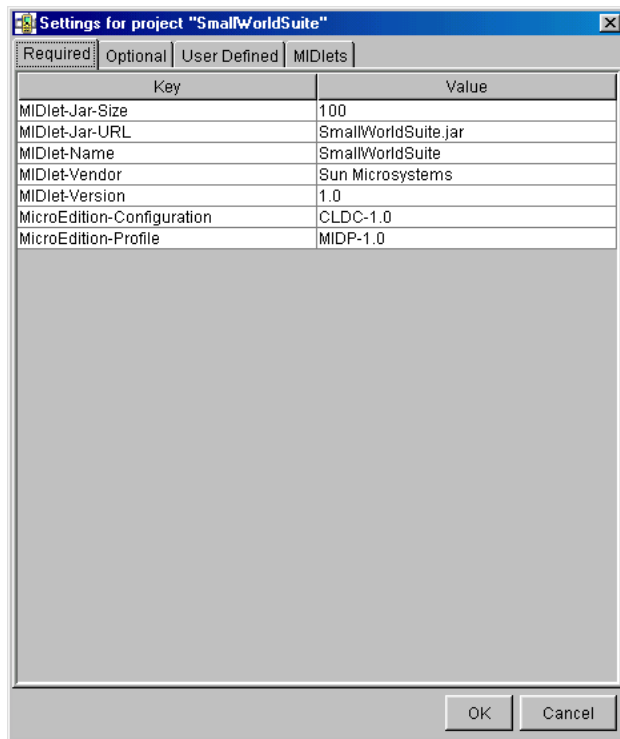 Settings for project "SmallWorldSuite"
Required Optional User Defined MIDlets
Key Value
MIDlet-Jar-Size 100
MIDlet-Jar-URL SmallWorldSuite.jar
MIDlet-Name SmallWorldSuite
MIDlet-Vendor Sun Microsystems
MIDlet-Version 1.0
MicroEdition-Configuration CLDC-1.0
MicroEdition-Profile MIDP-1.0
OK Cancel